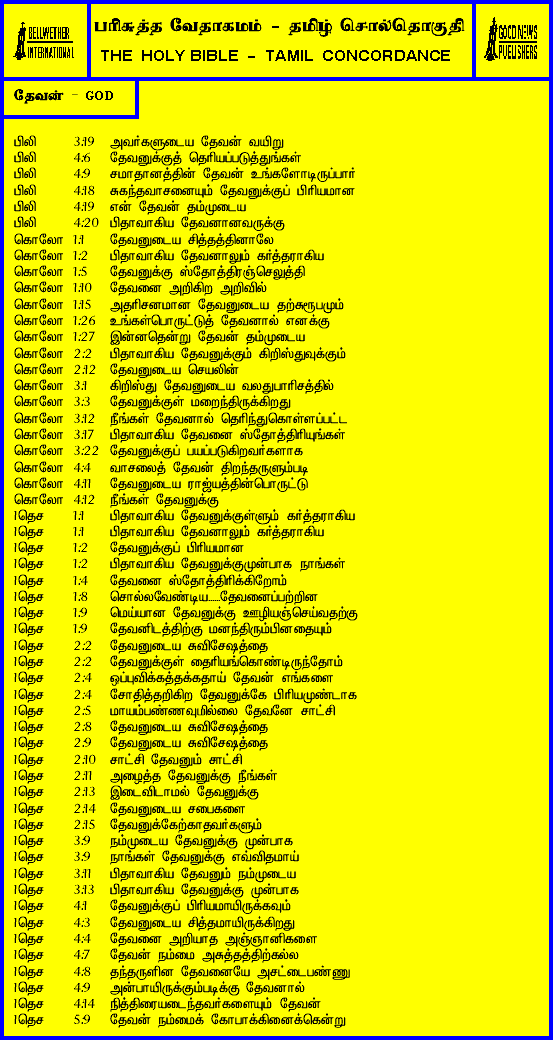 BELLWETHER
INTERNATIONAL
பரிசுத்த வேதாகமம் - தமிழ் சொல்தொகுதி
THE HOLY BIBLE - TAMIL CONCORDANCE
GOOD NEWS
PUBLISHERS
தேவன் - GOD
பிலி 3:19 அவர்களுடைய தேவன் வயிறு
பிலி 4:6 தேவனுக்குத் தெரியப்படுத்துங்கள்
பிலி 4:9 சமாதானத்தின் தேவன் உங்களோடிருப்பார்
பிலி 4:18 சுகந்தவாசனையும் தேவனுக்குப் பிரியமான
பிலி 4:19 என் தேவன் தம்முடைய
பிலி 4:20 பிதாவாகிய தேவனானவருக்கு
கொலோ 1:1 தேவனுடைய சித்தத்தினாலே
கொலோ 1:2 பிதாவாகிய தேவனாலும் கர்த்தராகிய
கொலோ 1:5 தேவனுக்கு ஸ்தோத்திரஞ்செலுத்தி
கொலோ 1:10 தேவனை அறிகிற அறிவில்
கொலோ 1:15 அதரிசனமான தேவனுடைய தற்சுரூபமும்
கொலோ 1:26 உங்கள்பொருட்டுத் தேவனால் எனக்கு
கொலோ 1:27 இன்னதென்று தேவன் தம்முடைய
கொலோ 2:2 பிதாவாகிய தேவனுக்கும் கிறிஸ்துவுக்கும்
கொலோ 2:12 தேவனுடைய செயலின்
கொலோ 3:1 கிறிஸ்து தேவனுடைய வலதுபாரிசத்தில்
கொலோ 3:3 தேவனுக்குள் மறைந்திருக்கிறது
கொலோ 3:12 நீங்கள் தேவனால் தெரிந்துகொள்ளப்பட்ட
கொலோ 3:17 பிதாவாகிய தேவனை ஸ்தோத்திரியுங்கள்
கொலோ 3:22 தேவனுக்குப் பயப்படுகிறவர்களாக
கொலோ 4:4 வாசலைத் தேவன் திறந்தருளும்படி
கொலோ 4:11 தேவனுடைய ராஜ்யத்தின்பொருட்டு
கொலோ 4:12 நீங்கள் தேவனுக்கு
1தெச 1:1 பிதாவாகிய தேவனுக்குள்ளும் கர்த்தராகிய
1தெச 1:1 பிதாவாகிய தேவனாலும் கர்த்தராகிய
1தெச 1:2 தேவனுக்குப் பிரியமான
1தெச 1:2 பிதாவாகிய தேவனுக்குமுன்பாக நாங்கள்
1தெச 1:4 தேவனை ஸ்தோத்திரிக்கிறோம்
1தெச 1:8 சொல்லவேண்டிய.....தேவனைப்பற்றின
1தெச 1:9 மெய்யான தேவனுக்கு ஊழியஞ்செய்வதற்கு
1தெச 1:9 தேவனிடத்திற்கு மனந்திரும்பினதையும்
1தெச 2:2 தேவனுடைய சுவிசேஷத்தை
1தெச 2:2 தேவனுக்குள் தைரியங்கொண்டிருந்தோம்
1தெச 2:4 ஒப்புவிக்கத்தக்கதாய் தேவன் எங்களை
1தெச 2:4 சோதித்தறிகிற தேவனுக்கே பிரியமுண்டாக
1தெச 2:5 மாயம்பண்ணவுமில்லை தேவனே சாட்சி
1தெச 2:8 தேவனுடைய சுவிசேஷத்தை
1தெச 2:9 தேவனுடைய சுவிசேஷத்தை
1தெச 2:10 சாட்சி தேவனும் சாட்சி
1தெச 2:11 அழைத்த தேவனுக்கு நீங்கள்
1தெச 2:13 இடைவிடாமல் தேவனுக்கு
1தெச 2:14 தேவனுடைய சபைகளை
1தெச 2:15 தேவனுக்கேற்காதவர்களும்
1தெச 3:9 நம்முடைய தேவனுக்கு முன்பாக
1தெச 3:9 நாங்கள் தேவனுக்கு எவ்விதமாய்
1தெச 3:11 பிதாவாகிய தேவனும் நம்முடைய
1தெச 3:13 பிதாவாகிய தேவனுக்கு முன்பாக
1தெச 4:1 தேவனுக்குப் பிரியமாயிருக்கவும்
1தெச 4:3 தேவனுடைய சித்தமாயிருக்கிறது
1தெச 4:4 தேவனை அறியாத அஞ்ஞானிகளை
1தெச 4:7 தேவன் நம்மை அசுத்தத்திற்கல்ல
1தெச 4:8 தந்தருளின தேவனையே அசட்டைபண்ணு
1தெச 4:9 அன்பாயிருக்கும்படிக்கு தேவனால்
1தெச 4:14 நித்திரையடைந்தவர்களையும் தேவன்
1தெச 5:9 தேவன் நம்மைக் கோபாக்கினைக்கென்று